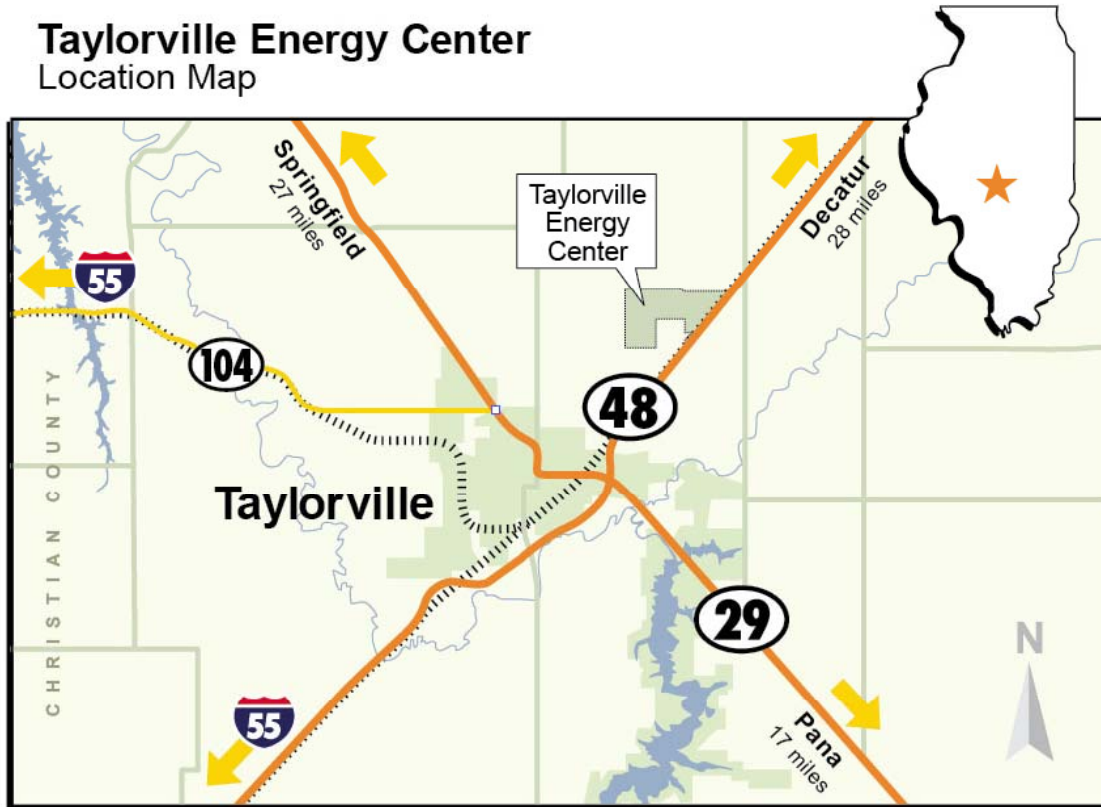 Taylorville Energy Center
Location Map
Springfield
27 miles
Taylorville
Energy
Center
Decatur
28 miles
55
104
48
CHRISTIAN COUNTY
Taylorville
29
N
55
Pana
17 miles